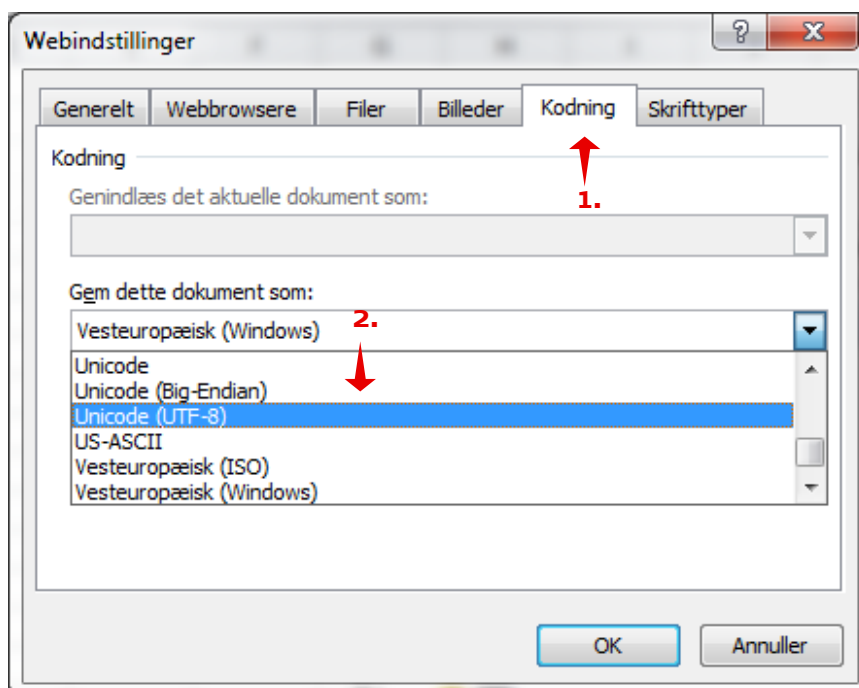 Webindstillinger
Generelt Webbrowsere Filer Billeder Kodning Skrifttyper
Kodning
1.
Genindlæs det aktuelle dokument som:
Gem dette dokument som:
2.
Vesteuropæisk (Windows)
Unicode
Unicode (Big-Endian)
Unicode (UTF-8)
US-ASCII
Vesteuropæisk (ISO)
Vesteuropæisk (Windows)
OK Annuller